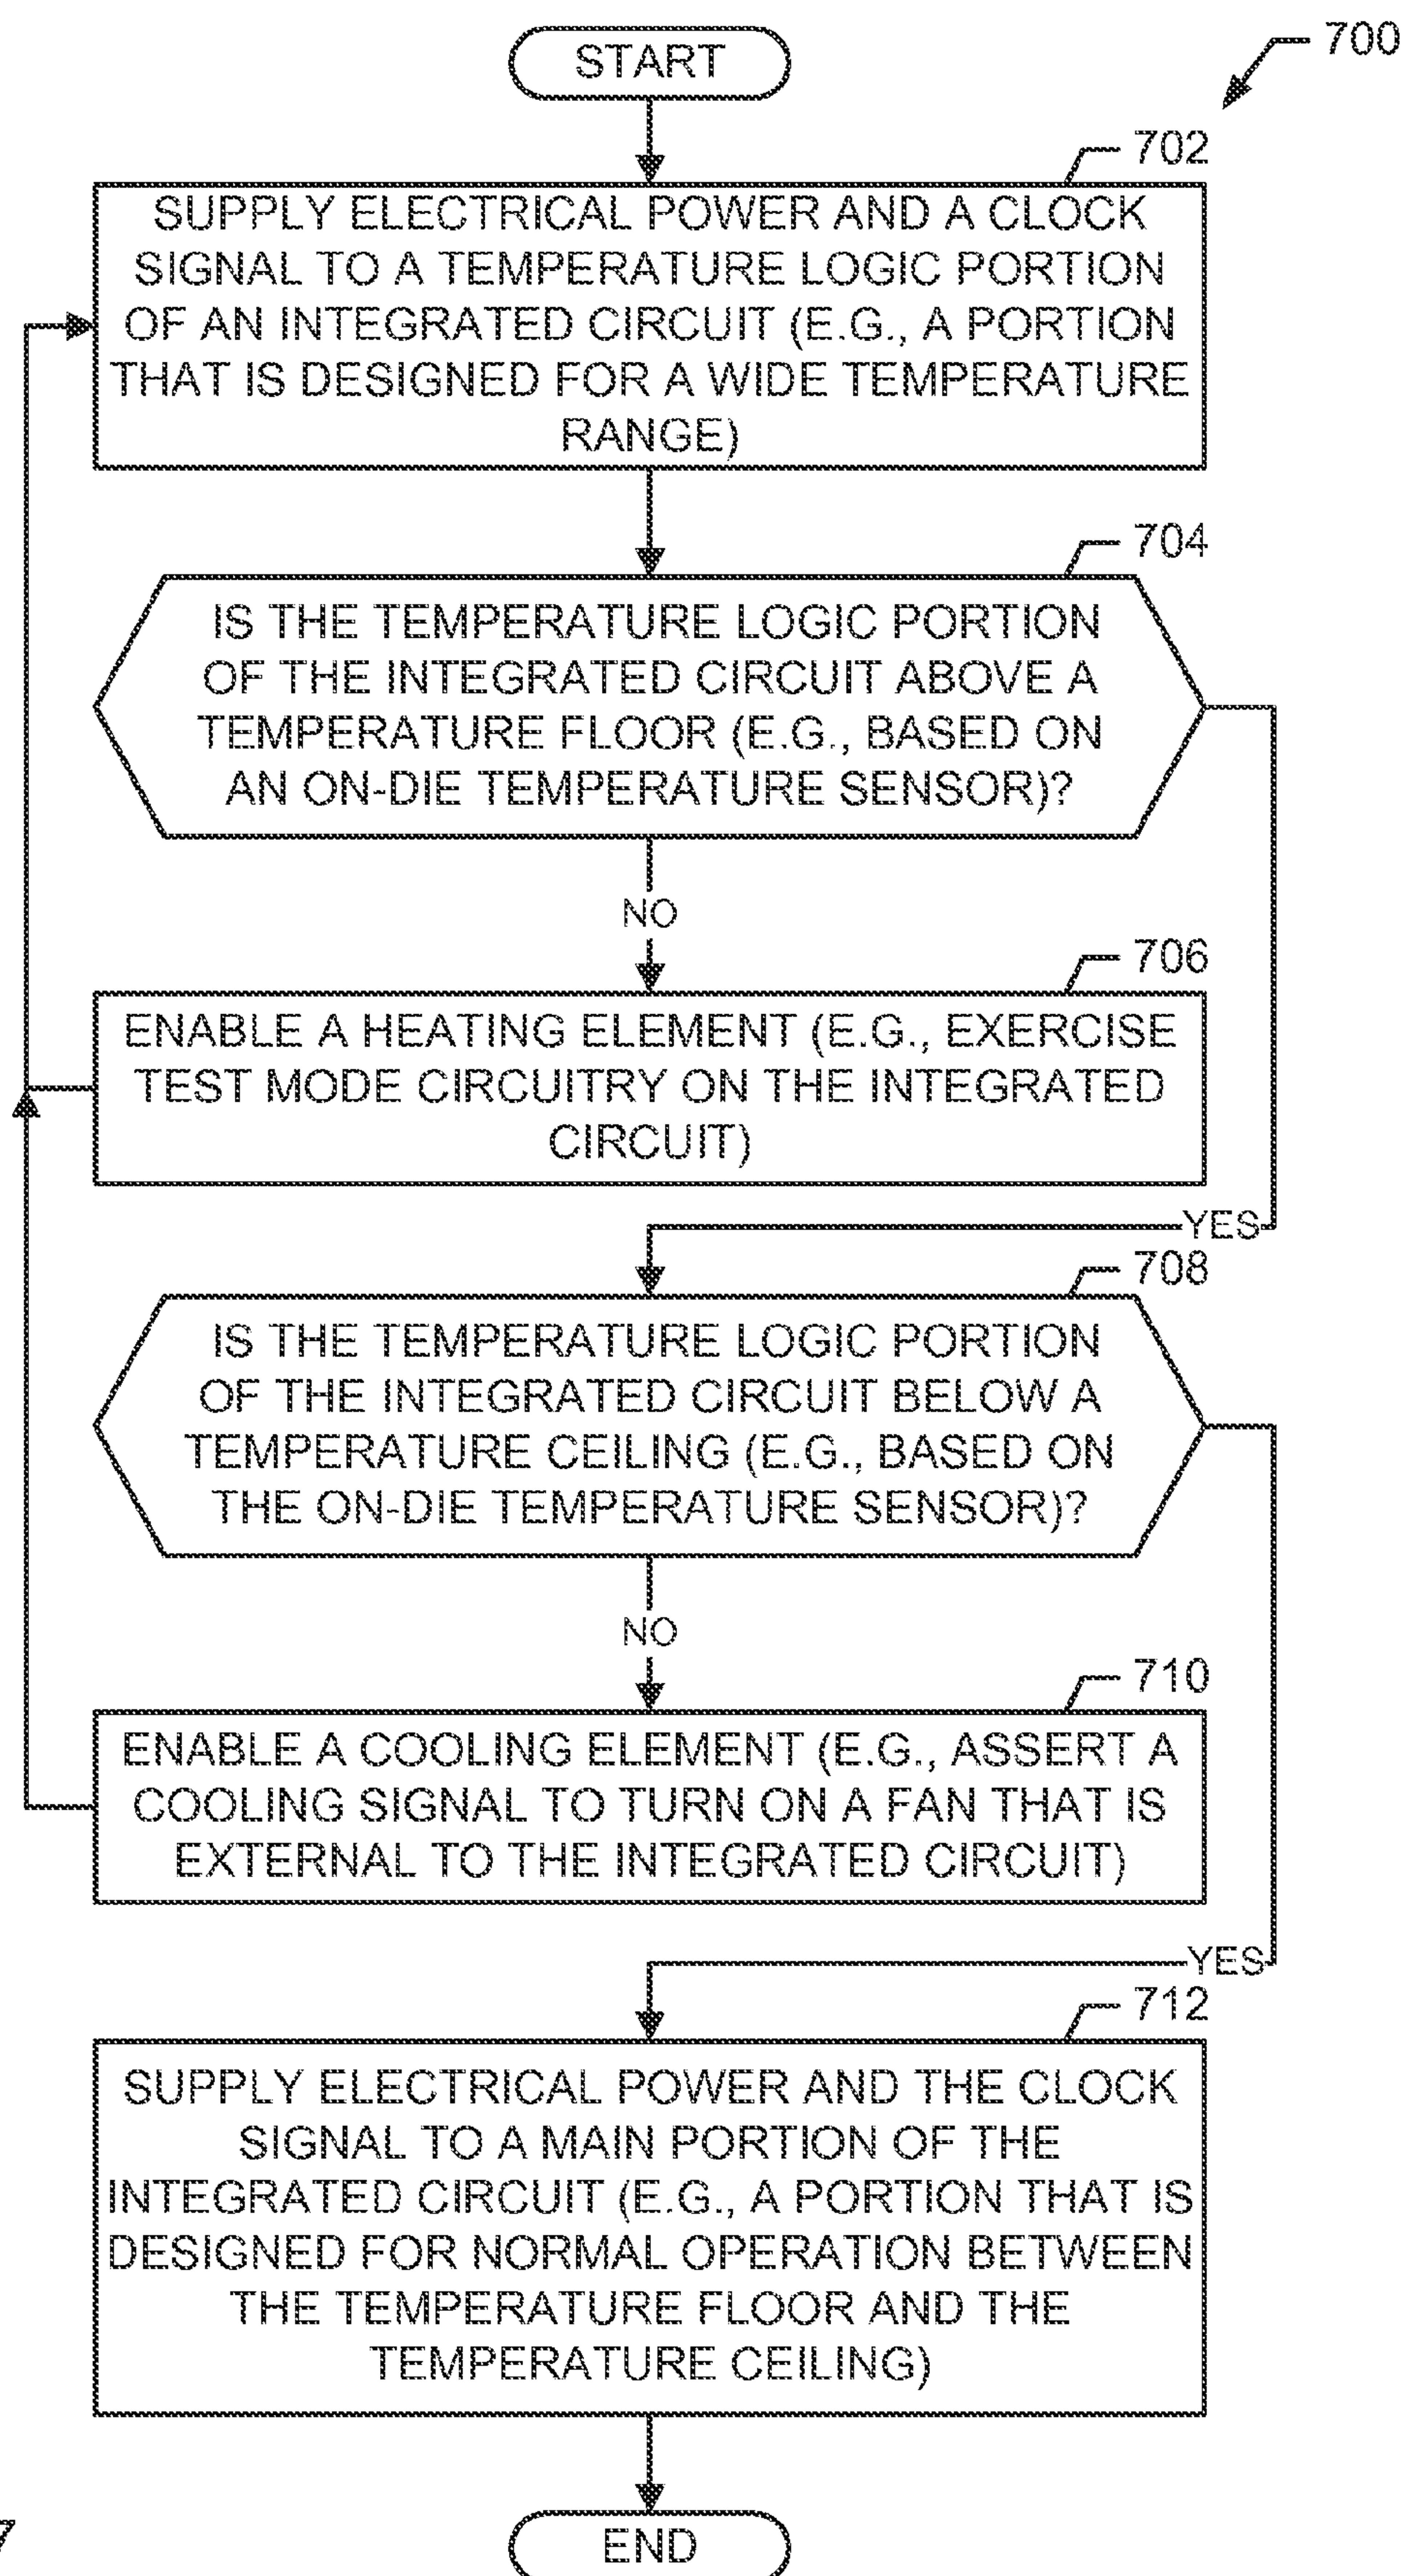 START
700
702
SUPPLY ELECTRICAL POWER AND A CLOCK
SIGNAL TO A TEMPERATURE LOGIC PORTION
OF AN INTEGRATED CIRCUIT (E.G., A PORTION
THAT IS DESIGNED FOR A WIDE TEMPERATURE
RANGE)
704
IS THE TEMPERATURE LOGIC PORTION
OF THE INTEGRATED CIRCUIT ABOVE A
TEMPERATURE FLOOR (E.G., BASED ON
AN ON-DIE TEMPERATURE SENSOR)?
NO
706
ENABLE A HEATING ELEMENT (E.G., EXERCISE
TEST MODE CIRCUITRY ON THE INTEGRATED
CIRCUIT)
YES
708
IS THE TEMPERATURE LOGIC PORTION
OF THE INTEGRATED CIRCUIT BELOW A
TEMPERATURE CEILING (E.G., BASED ON
THE ON-DIE TEMPERATURE SENSOR)?
NO
710
ENABLE A COOLING ELEMENT (E.G., ASSERT A
COOLING SIGNAL TO TURN ON A FAN THAT IS
EXTERNAL TO THE INTEGRATED CIRCUIT)
YES
712
SUPPLY ELECTRICAL POWER AND THE CLOCK
SIGNAL TO A MAIN PORTION OF THE
INTEGRATED CIRCUIT (E.G., A PORTION THAT IS
DESIGNED FOR NORMAL OPERATION BETWEEN
THE TEMPERATURE FLOOR AND THE
TEMPERATURE CEILING)
END